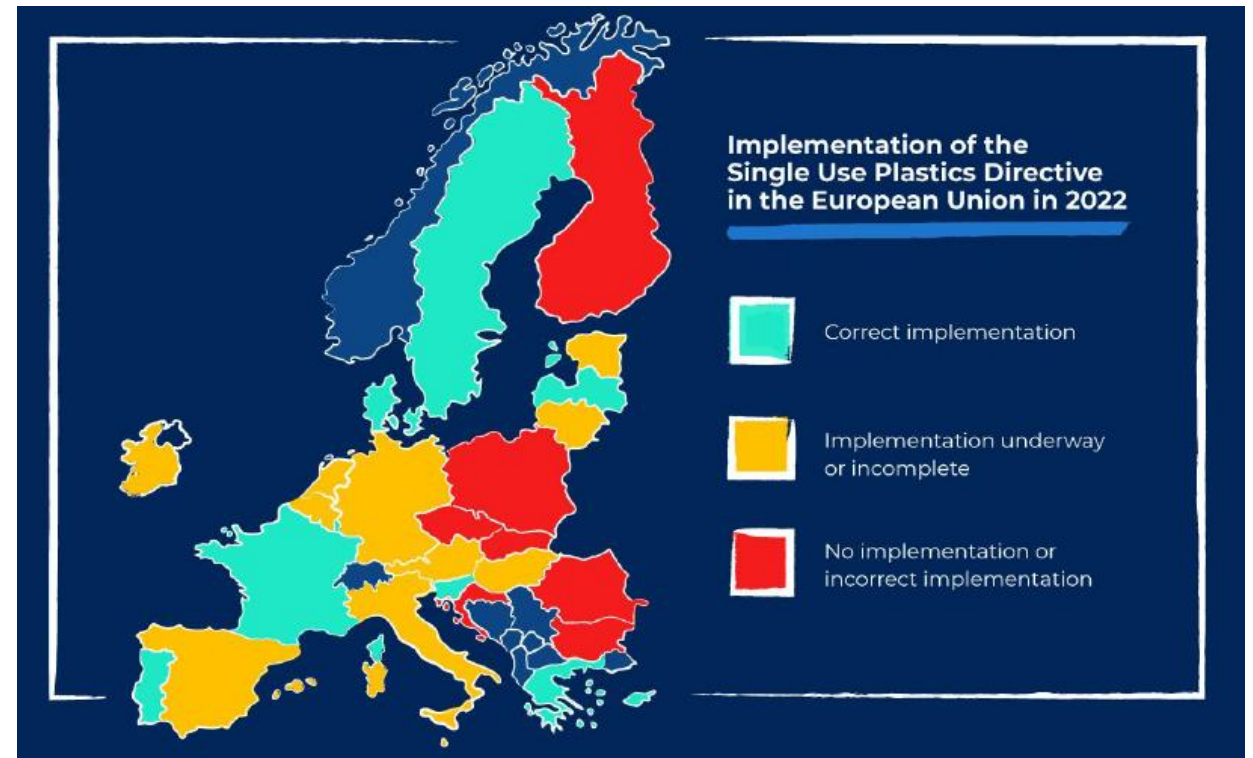 Implementation of the
Single Use Plastics Directive
in the European Union in 2022
Correct implementation
Implementation underway
or incomplete
No implementation or
incorrect implementation